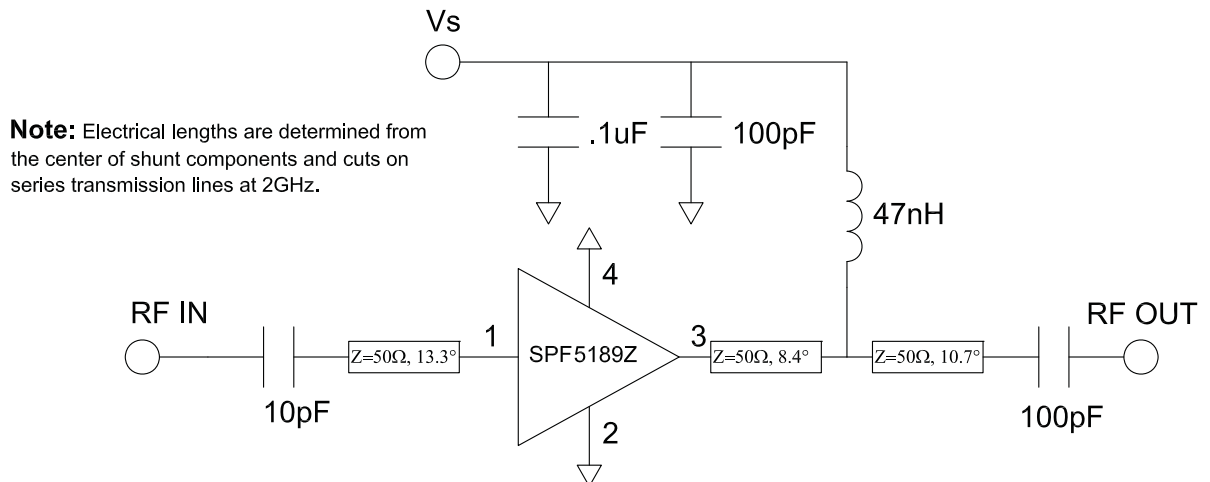 Vs
Note: Electrical lengths are determined from
the center of shunt components and cuts on
series transmission lines at 2GHz.
.1uF
100pF
47nH
4
RF IN
1
SPF5189Z
3
RF OUT
Z=50Ω, 13.3°
Z=50Ω, 8.4°
Z=50Ω, 10.7°
10pF
2
100pF